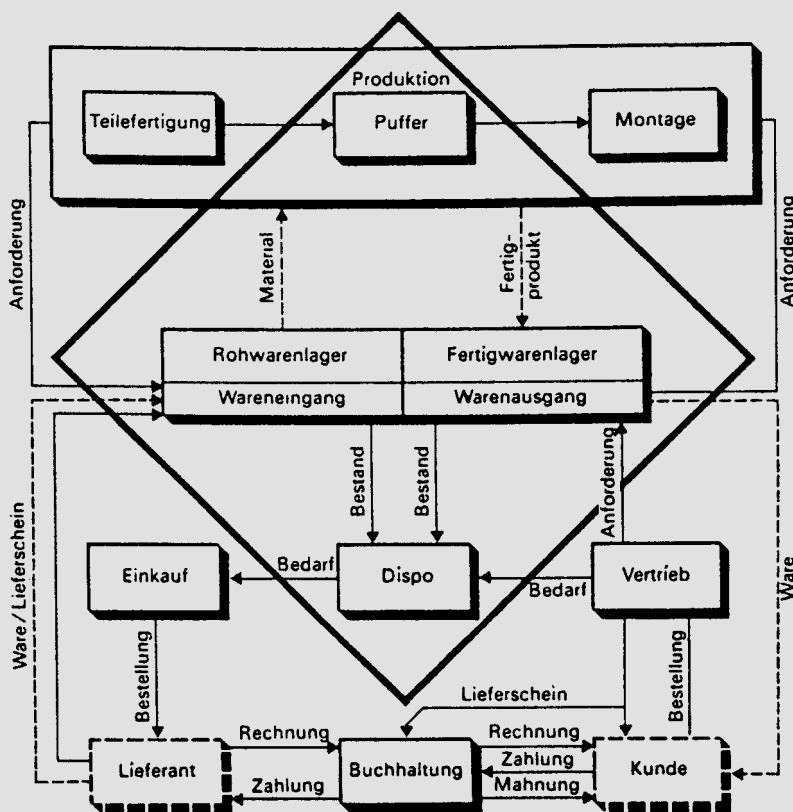 Produktion
Teilefertigung
Puffer
Montage
Anforderung
Material
Fertig-
produkt
Anforderung
Rohwarenlager
Fertigwarenlager
Wareneingang
Warenausgang
Bestand
Bestand
Anforderung
Ware / Lieferschein
Einkauf
Bedarf
Dispo
Bedarf
Vertrieb
Ware
Bestellung
Bestellung
Lieferschein
Lieferant
Rechnung
Zahlung
Buchhaltung
Rechnung
Zahlung
Mahnung
Kunde